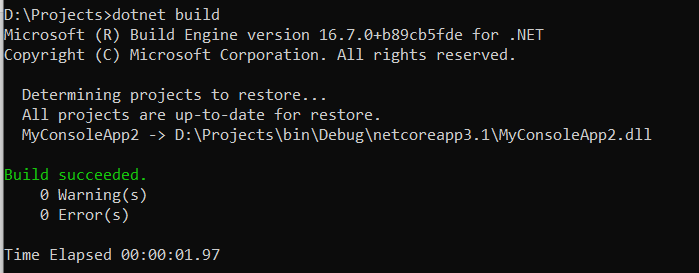 D:\Projects>dotnet build
Microsoft (R) Build Engine version 16.7.0+b89cb5fde for .NET
Copyright (C) Microsoft Corporation. All rights reserved.
Determining projects to restore...
All projects are up-to-date for restore.
MyConsoleApp2 -> D:\Projects\bin\Debug\netcoreapp3.1\MyConsoleApp2.dll
Build succeeded.
0 Warning(s)
0 Error(s)
Time Elapsed 00:00:01.97